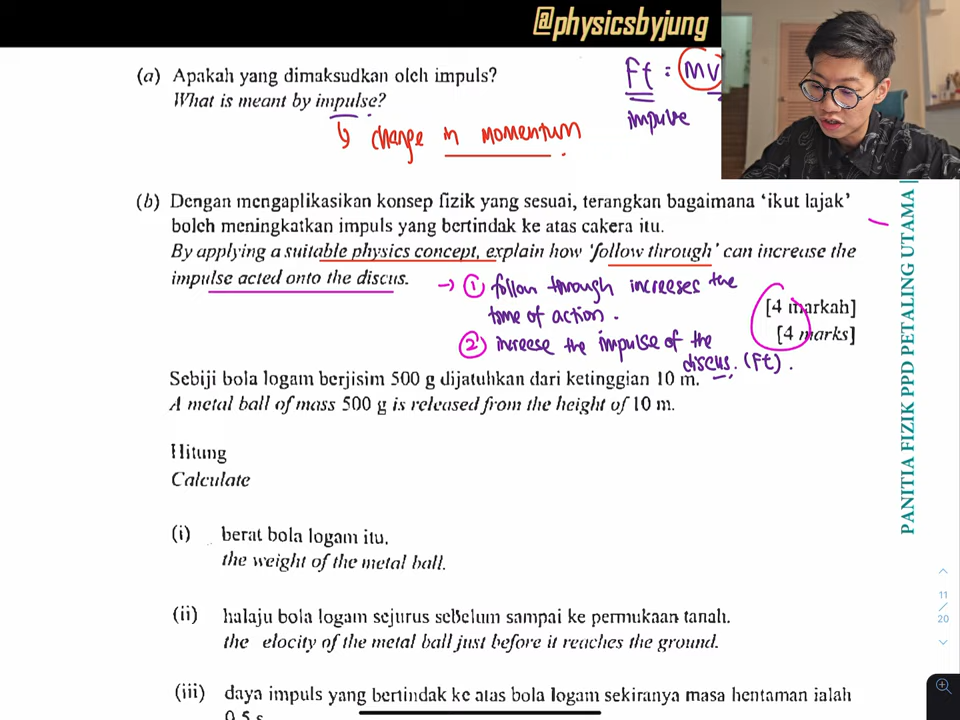 @physicsbyjung
(a) Apakah yang dimaksudkan oleh impuls?
What is meant by impulse?
Ft = mv
impulse
↳ change in momentum.
(b) Dengan mengaplikasikan konsep fizik yang sesuai, terangkan bagaimana 'ikut lajak'
boleh meningkatkan impuls yang bertindak ke atas cakera itu.
By applying a suitable physics concept, explain how 'follow through' can increase the
impulse acted onto the discus.
→ ① follow through increases the
time of action.
[4 markah]
[4 marks]
② increase the impulse of the
discus. (Ft).
Sebiji bola logam berjisim 500 g dijatuhkan dari ketinggian 10 m.
A metal ball of mass 500 g is released from the height of 10 m.
Hitung
Calculate
(i) berat bola logam itu.
the weight of the metal ball.
(ii) halaju bola logam sejurus sebelum sampai ke permukaan tanah.
the elocity of the metal ball just before it reaches the ground.
(iii) daya impuls yang bertindak ke atas bola logam sekiranya masa hentaman ialah
0.5 s
PANITIA FIZIK PPD PETALING UTAMA |
11
/
20